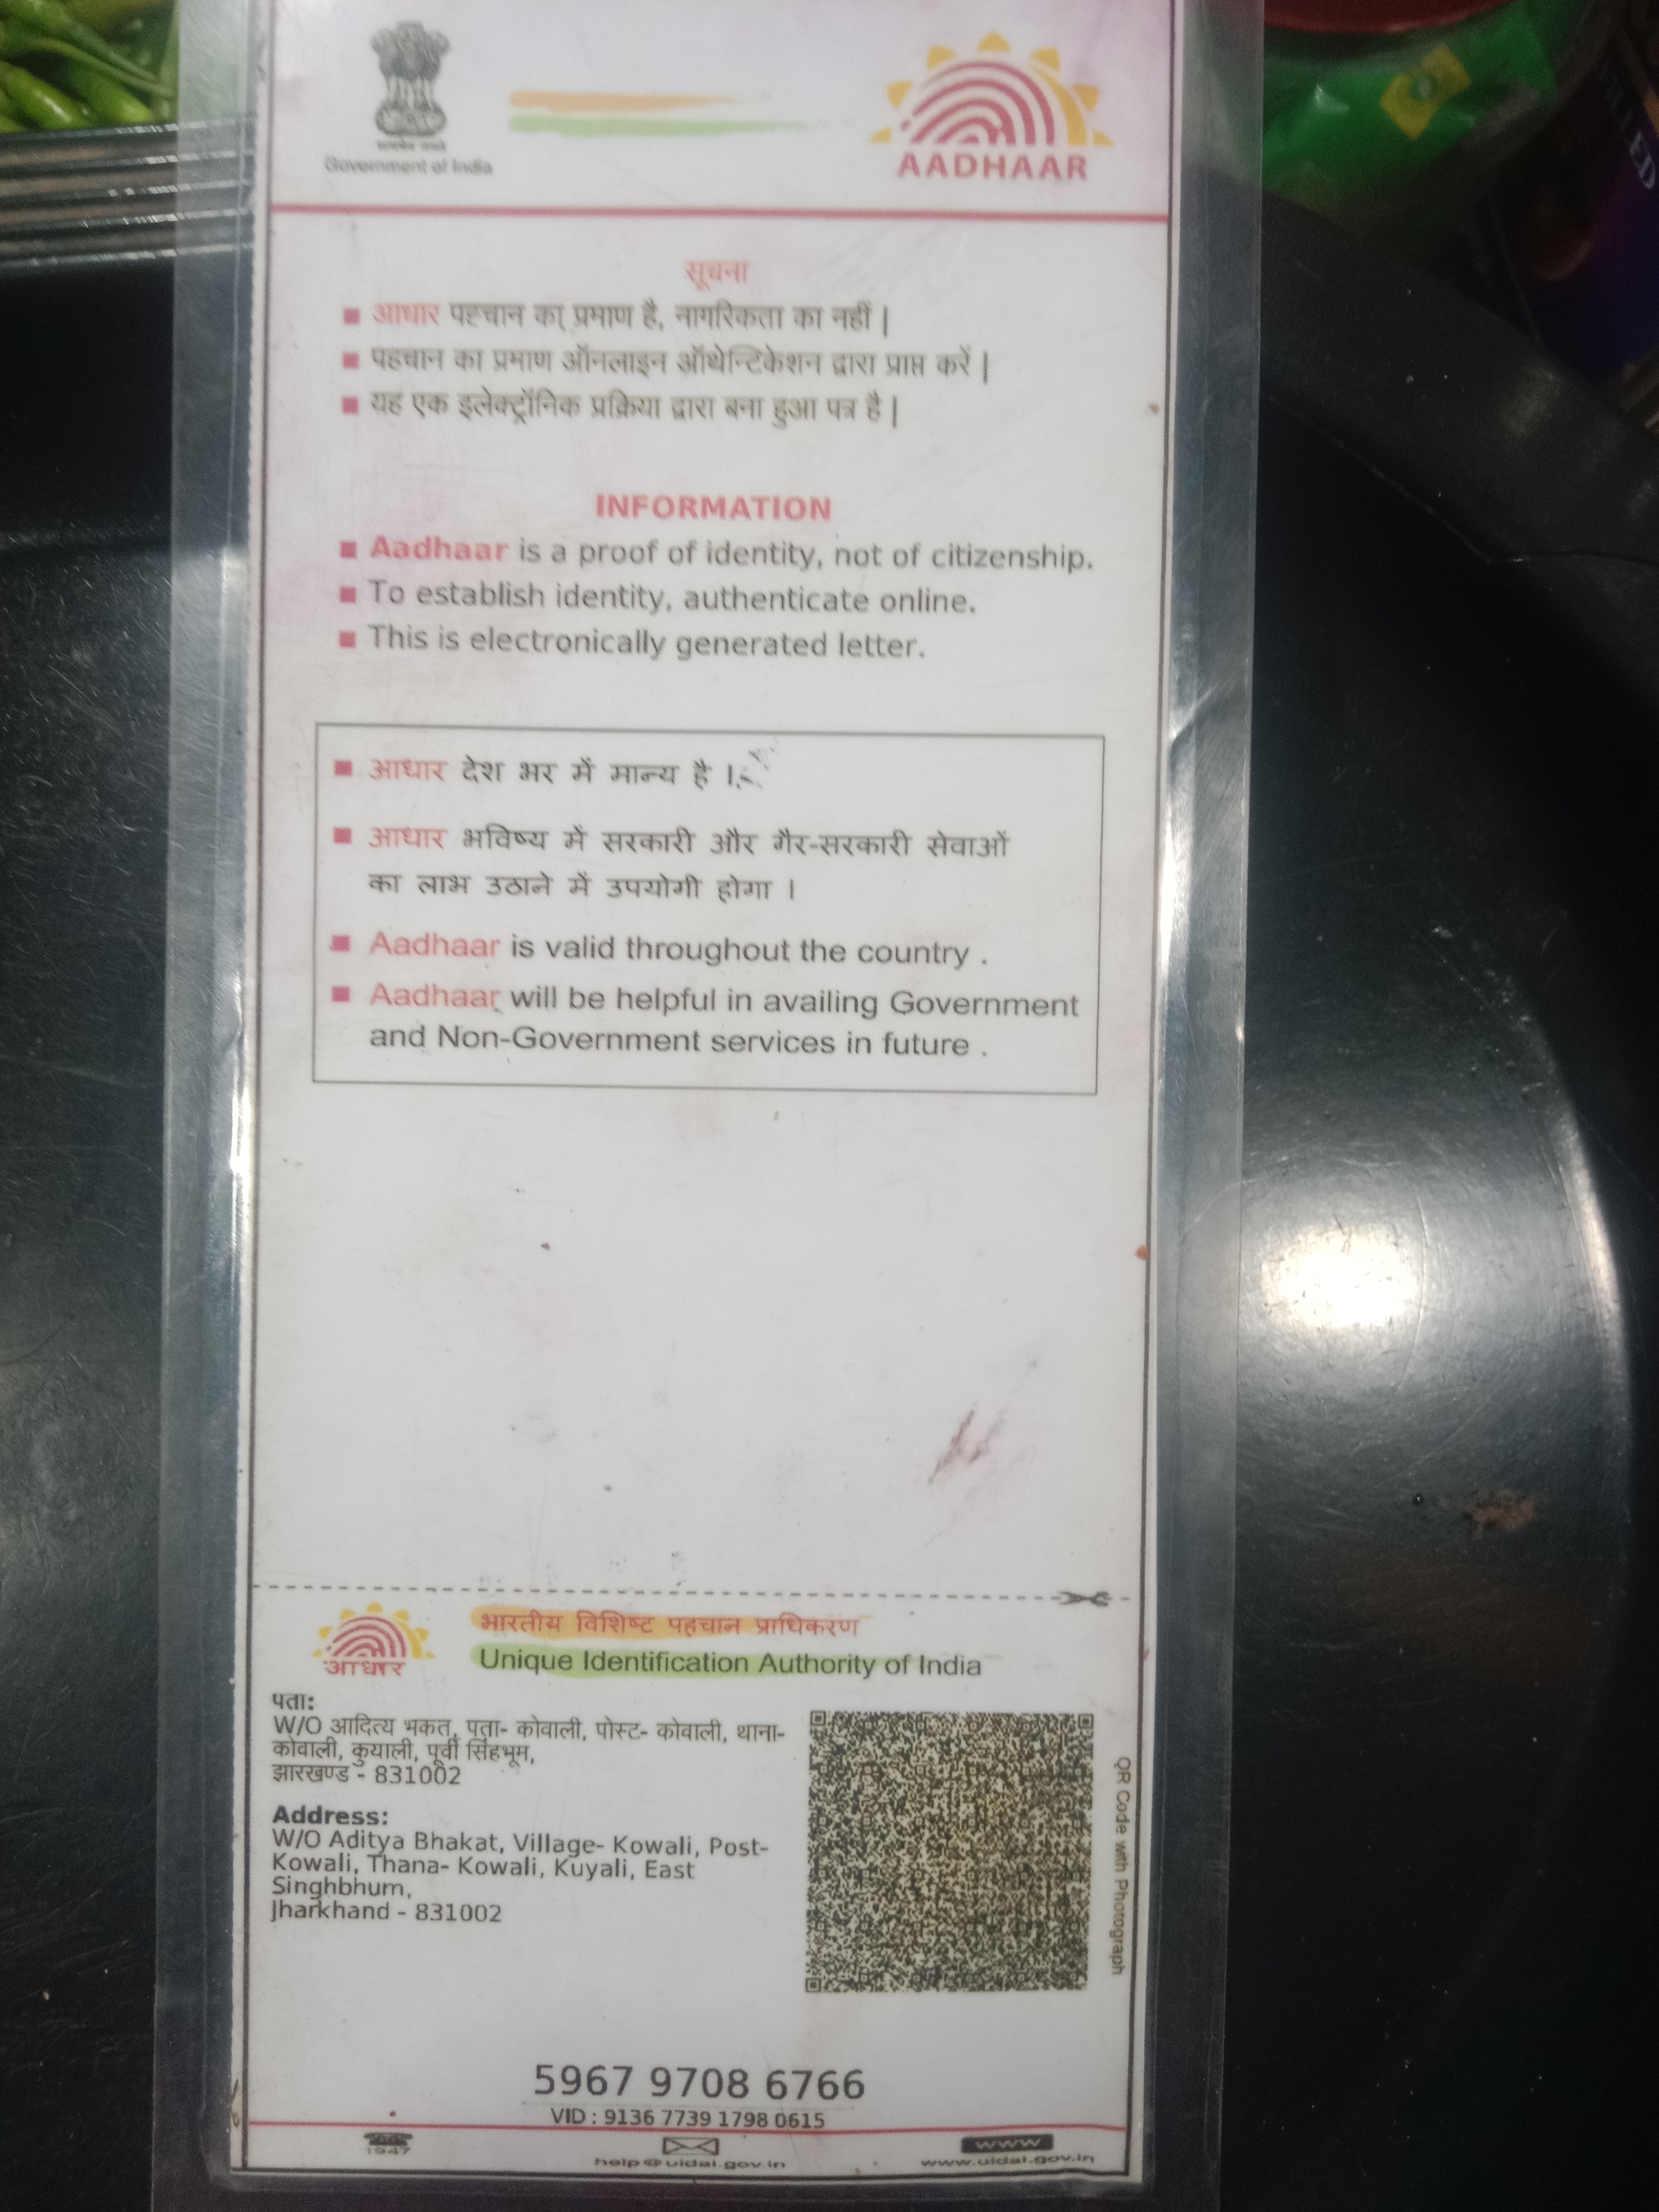 सत्यमेव जयते
Government of India
AADHAAR
सूचना
■ आधार पहचान का प्रमाण है, नागरिकता का नहीं |
■ पहचान का प्रमाण ऑनलाइन ऑथेन्टिकेशन द्वारा प्राप्त करें |
■ यह एक इलेक्ट्रॉनिक प्रक्रिया द्वारा बना हुआ पत्र है |
INFORMATION
■ Aadhaar is a proof of identity, not of citizenship.
■ To establish identity, authenticate online.
■ This is electronically generated letter.
■ आधार देश भर में मान्य है ।
■ आधार भविष्य में सरकारी और गैर-सरकारी सेवाओं
का लाभ उठाने में उपयोगी होगा ।
■ Aadhaar is valid throughout the country .
■ Aadhaar will be helpful in availing Government
and Non-Government services in future .
आधार
भारतीय विशिष्ट पहचान प्राधिकरण
Unique Identification Authority of India
पता:
W/O आदित्य भकत, पता- कोवाली, पोस्ट- कोवाली, थाना-
कोवाली, कुयाली, पूर्वी सिंहभूम,
झारखण्ड - 831002
Address:
W/O Aditya Bhakat, Village- Kowali, Post-
Kowali, Thana- Kowali, Kuyali, East
Singhbhum,
Jharkhand - 831002
QR Code with Photograph
5967 9708 6766
VID : 9136 7739 1798 0615
1947
help@uidai.gov.in
www
www.uidai.gov.in